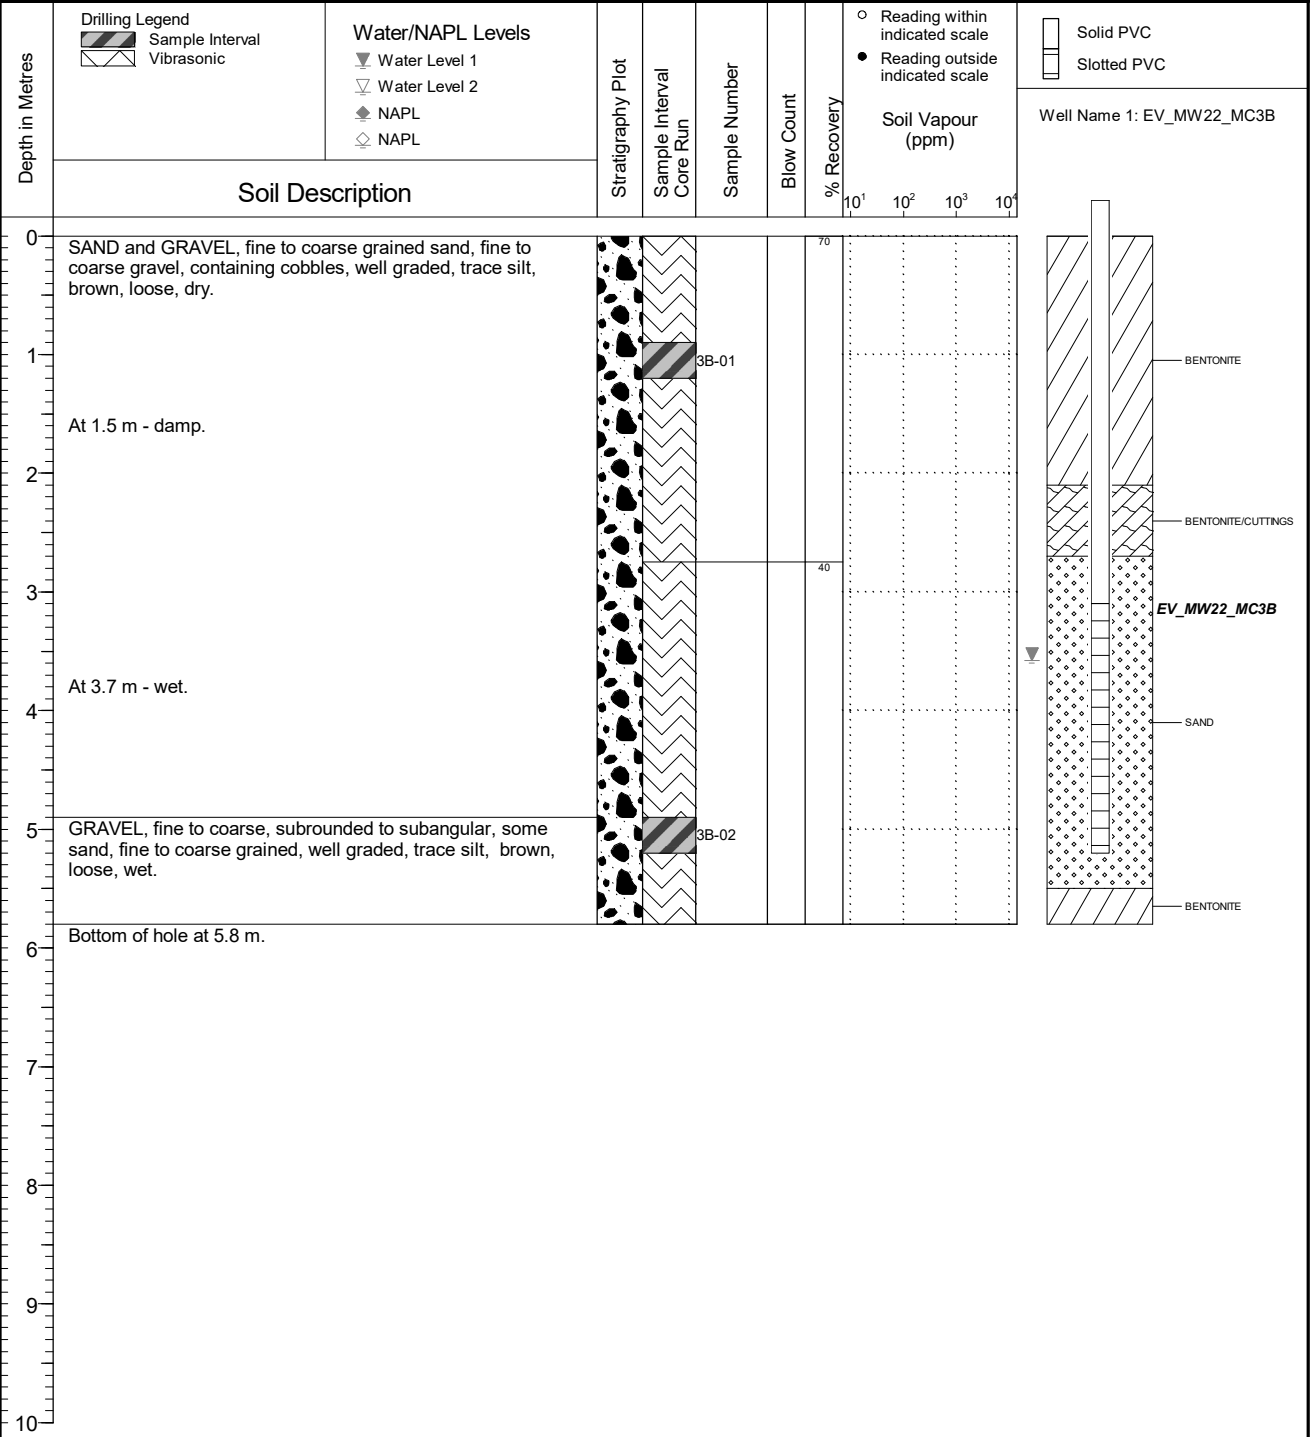 Depth in Metres
Drilling Legend
Sample Interval
Vibrasonic
Water/NAPL Levels
Water Level 1
Water Level 2
NAPL
NAPL
Soil Description
Stratigraphy Plot
Sample Interval
Core Run
Sample Number
Blow Count
% Recovery
Reading within
indicated scale
Reading outside
indicated scale
Soil Vapour
(ppm)
10¹ 10² 10³ 10⁴
Solid PVC
Slotted PVC
Well Name 1: EV_MW22_MC3B
0
SAND and GRAVEL, fine to coarse grained sand, fine to
coarse gravel, containing cobbles, well graded, trace silt,
brown, loose, dry.
70
1
3B-01
BENTONITE
At 1.5 m - damp.
2
BENTONITE/CUTTINGS
40
3
EV_MW22_MC3B
At 3.7 m - wet.
4
SAND
5
GRAVEL, fine to coarse, subrounded to subangular, some
sand, fine to coarse grained, well graded, trace silt, brown,
loose, wet.
3B-02
BENTONITE
Bottom of hole at 5.8 m.
6
7
8
9
10